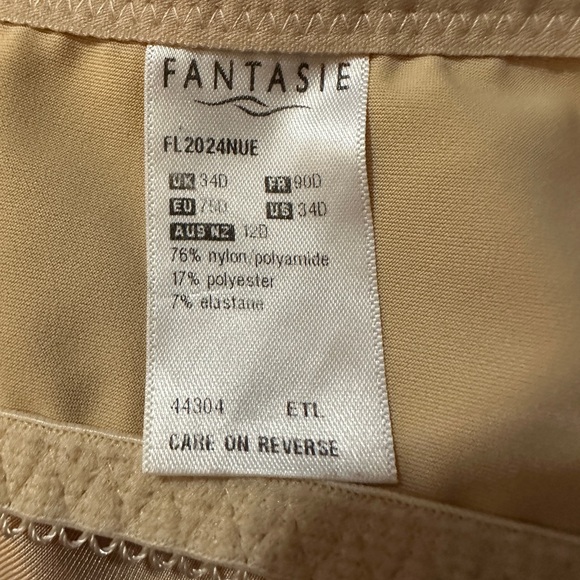 FANTASIE
FL2024NUE
UK 34D FR 90D
EU 75D US 34D
AUS NZ 12D
76% nylon/polyamide
17% polyester
7% elastane
44304 ETL
CARE ON REVERSE